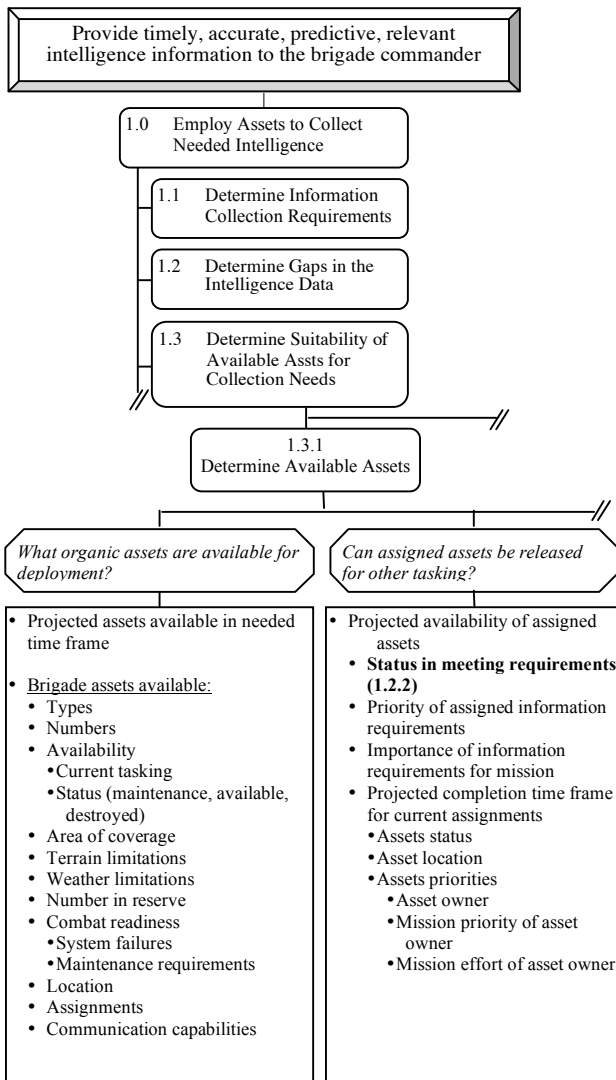 Provide timely, accurate, predictive, relevant
intelligence information to the brigade commander
1.0 Employ Assets to Collect
Needed Intelligence
1.1 Determine Information
Collection Requirements
1.2 Determine Gaps in the
Intelligence Data
1.3 Determine Suitability of
Available Assts for
Collection Needs
1.3.1
Determine Available Assets
What organic assets are available for
deployment?
• Projected assets available in needed
time frame
• Brigade assets available:
• Types
• Numbers
• Availability
• Current tasking
• Status (maintenance, available,
destroyed)
• Area of coverage
• Terrain limitations
• Weather limitations
• Number in reserve
• Combat readiness
• System failures
• Maintenance requirements
• Location
• Assignments
• Communication capabilities
Can assigned assets be released
for other tasking?
• Projected availability of assigned
assets
• Status in meeting requirements
(1.2.2)
• Priority of assigned information
requirements
• Importance of information
requirements for mission
• Projected completion time frame
for current assignments
• Assets status
• Asset location
• Assets priorities
• Asset owner
• Mission priority of asset
owner
• Mission effort of asset owner